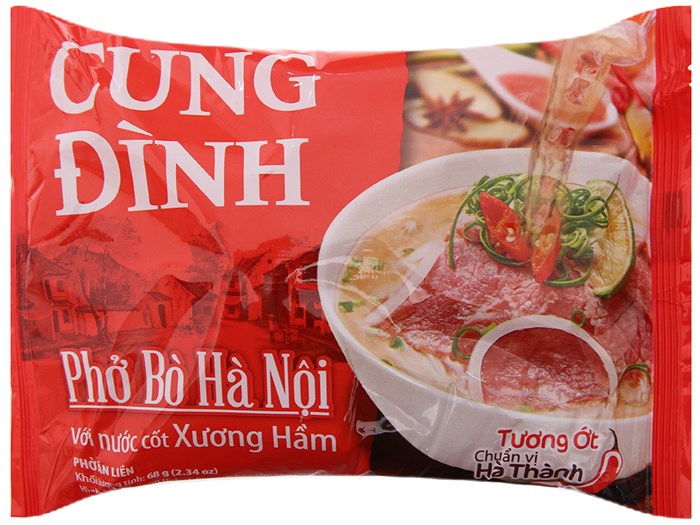 CUNG
ĐÌNH
Phở Bò Hà Nội
Với nước cốt Xương Hầm
PHỞ ĂN LIỀN
Khối lượng tịnh: 68 g (2.34 oz)
Tương Ớt
Chuẩn vị
Hà Thành